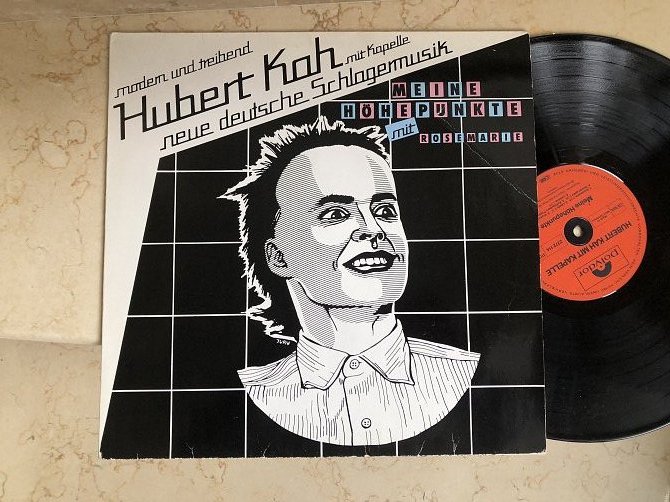 modern und treibend
Hubert Kah mit Kapelle
neue deutsche Schlagermusik
MEINE
HÖHEPUNKTE
mit ROSEMARIE
Polydor
HUBERT KAH MIT KAPELLE
Meine Höhepunkte